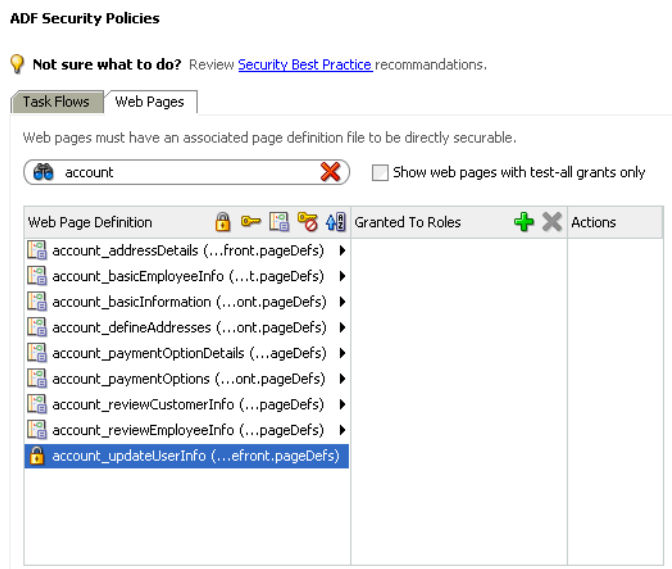 ADF Security Policies
Not sure what to do? Review Security Best Practice recommandations.
Task Flows Web Pages
Web pages must have an associated page definition file to be directly securable.
account Show web pages with test-all grants only
Web Page Definition Granted To Roles Actions
account_addressDetails (...front.pageDefs)
account_basicEmployeeInfo (...t.pageDefs)
account_basicInformation (...ont.pageDefs)
account_defineAddresses (...ont.pageDefs)
account_paymentOptionDetails (...ageDefs)
account_paymentOptions (...ont.pageDefs)
account_reviewCustomerInfo (...pageDefs)
account_reviewEmployeeInfo (...pageDefs)
account_updateUserInfo (...efront.pageDefs)